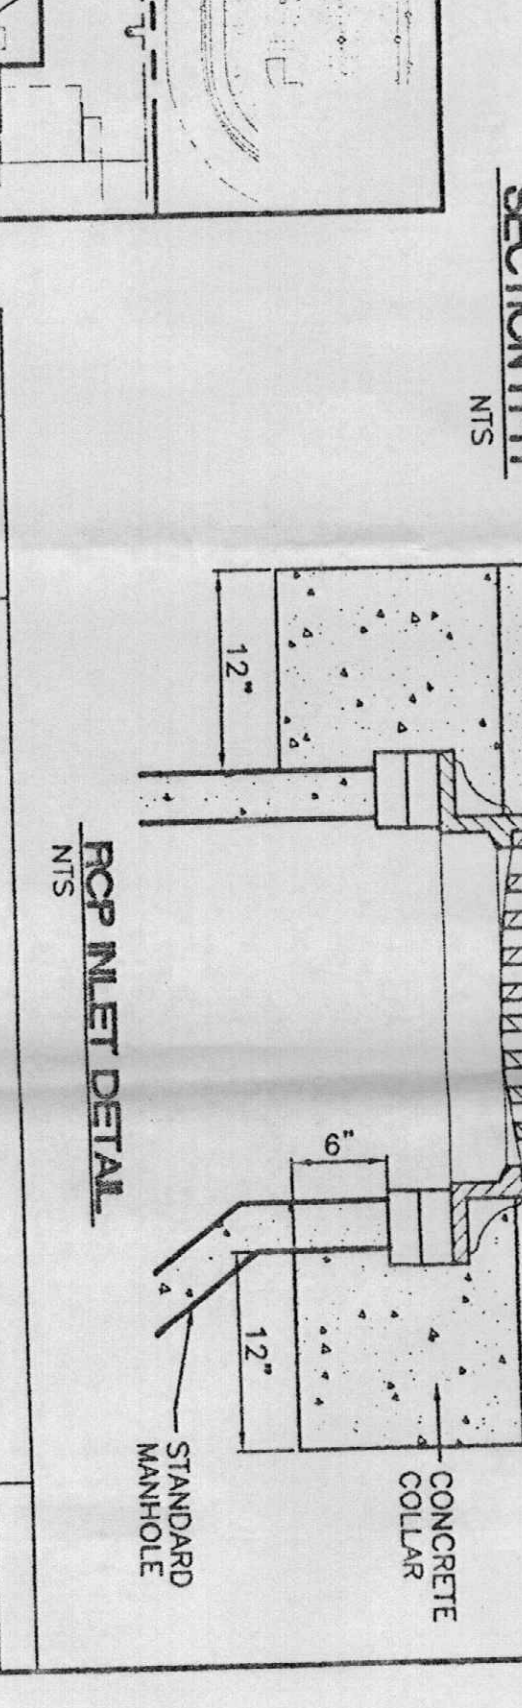 NTS
12"
6"
12"
CONCRETE
COLLAR
STANDARD
MANHOLE
RCP INLET DETAIL
NTS